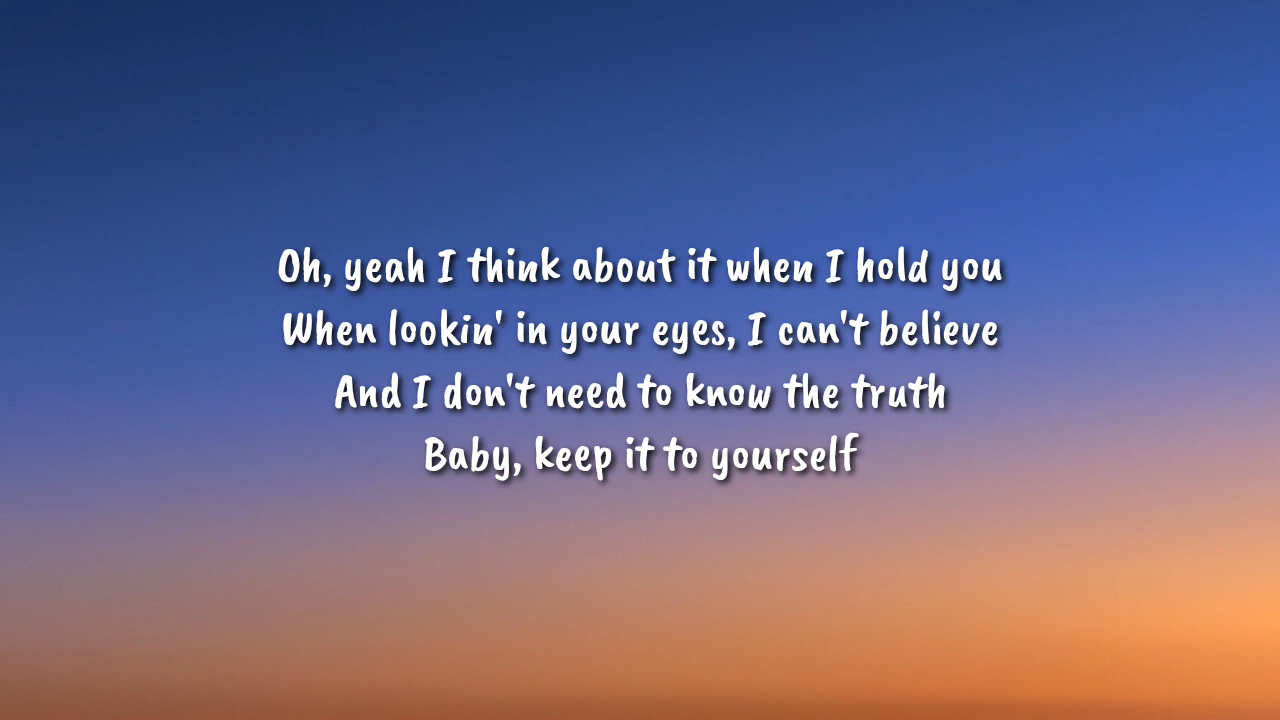 Oh, yeah I think about it when I hold you
When lookin' in your eyes, I can't believe
And I don't need to know the truth
Baby, keep it to yourself